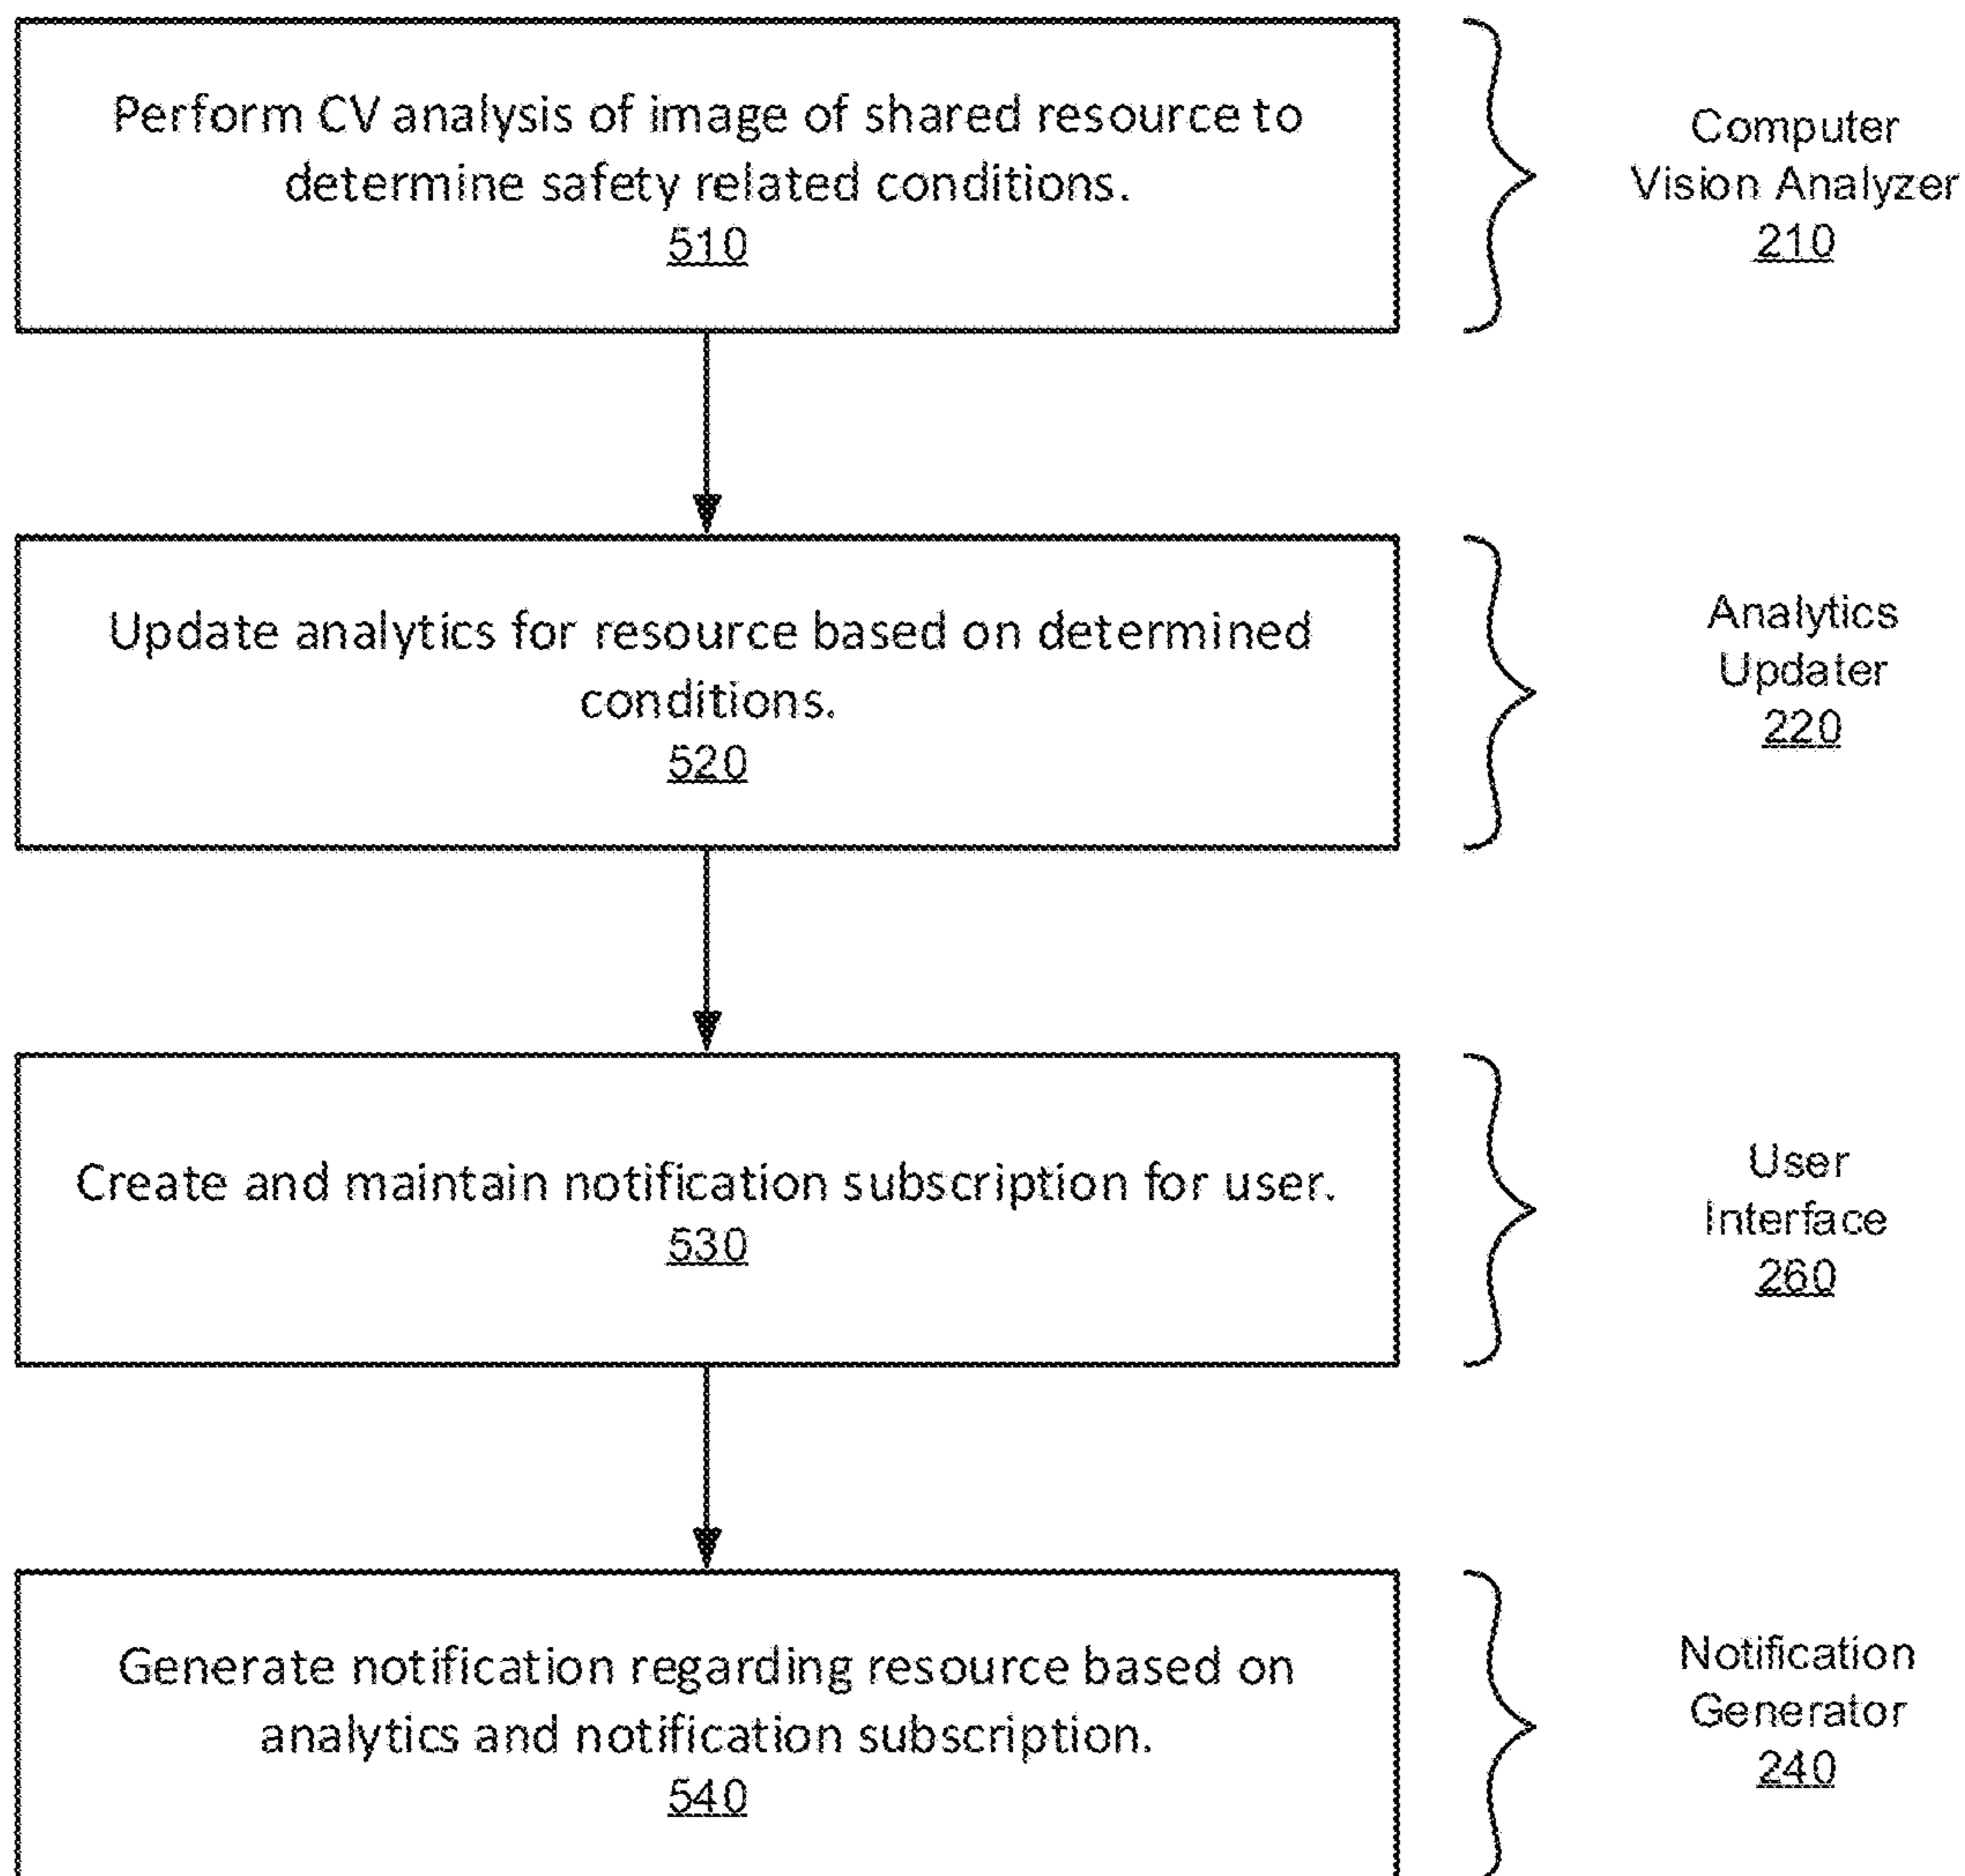 Perform CV analysis of image of shared resource to
determine safety related conditions.
510
Computer
Vision Analyzer
210
Update analytics for resource based on determined
conditions.
520
Analytics
Updater
220
Create and maintain notification subscription for user.
530
User
Interface
260
Generate notification regarding resource based on
analytics and notification subscription.
540
Notification
Generator
240